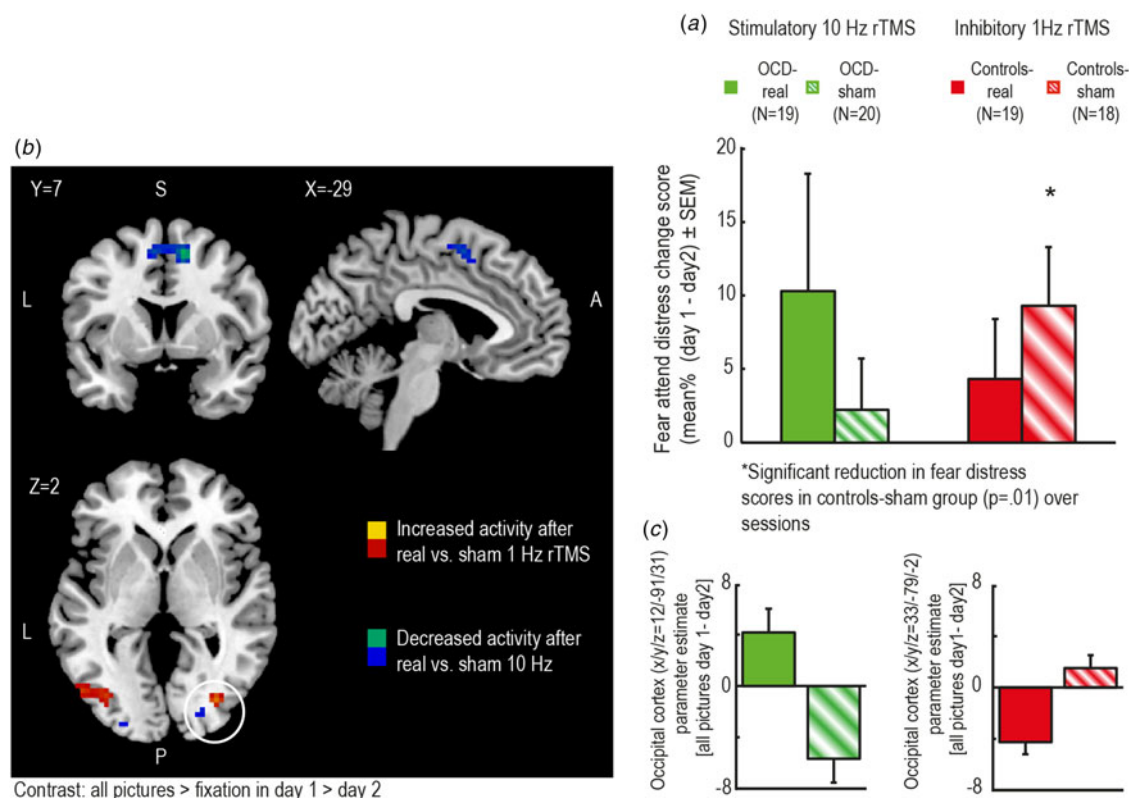 (a)
Stimulatory 10 Hz rTMS
Inhibitory 1Hz rTMS
OCD-
real
(N=19)
OCD-
sham
(N=20)
Controls-
real
(N=19)
Controls-
sham
(N=18)
Fear attend distress change score
(mean% (day 1 - day2) ± SEM)
20
15
10
5
0
*
*Significant reduction in fear distress
scores in controls-sham group (p=.01) over
sessions
(b)
Y=7
S
X=-29
L
A
Z=2
L
P
Increased activity after
real vs. sham 1 Hz rTMS
Decreased activity after
real vs. sham 10 Hz
Contrast: all pictures > fixation in day 1 > day 2
(c)
Occipital cortex (x/y/z=12/-91/31)
parameter estimate
[all pictures day 1- day2]
8
0
-8
Occipital cortex (x/y/z=33/-79/-2)
parameter estimate
[all pictures day1- day2]
8
0
-8